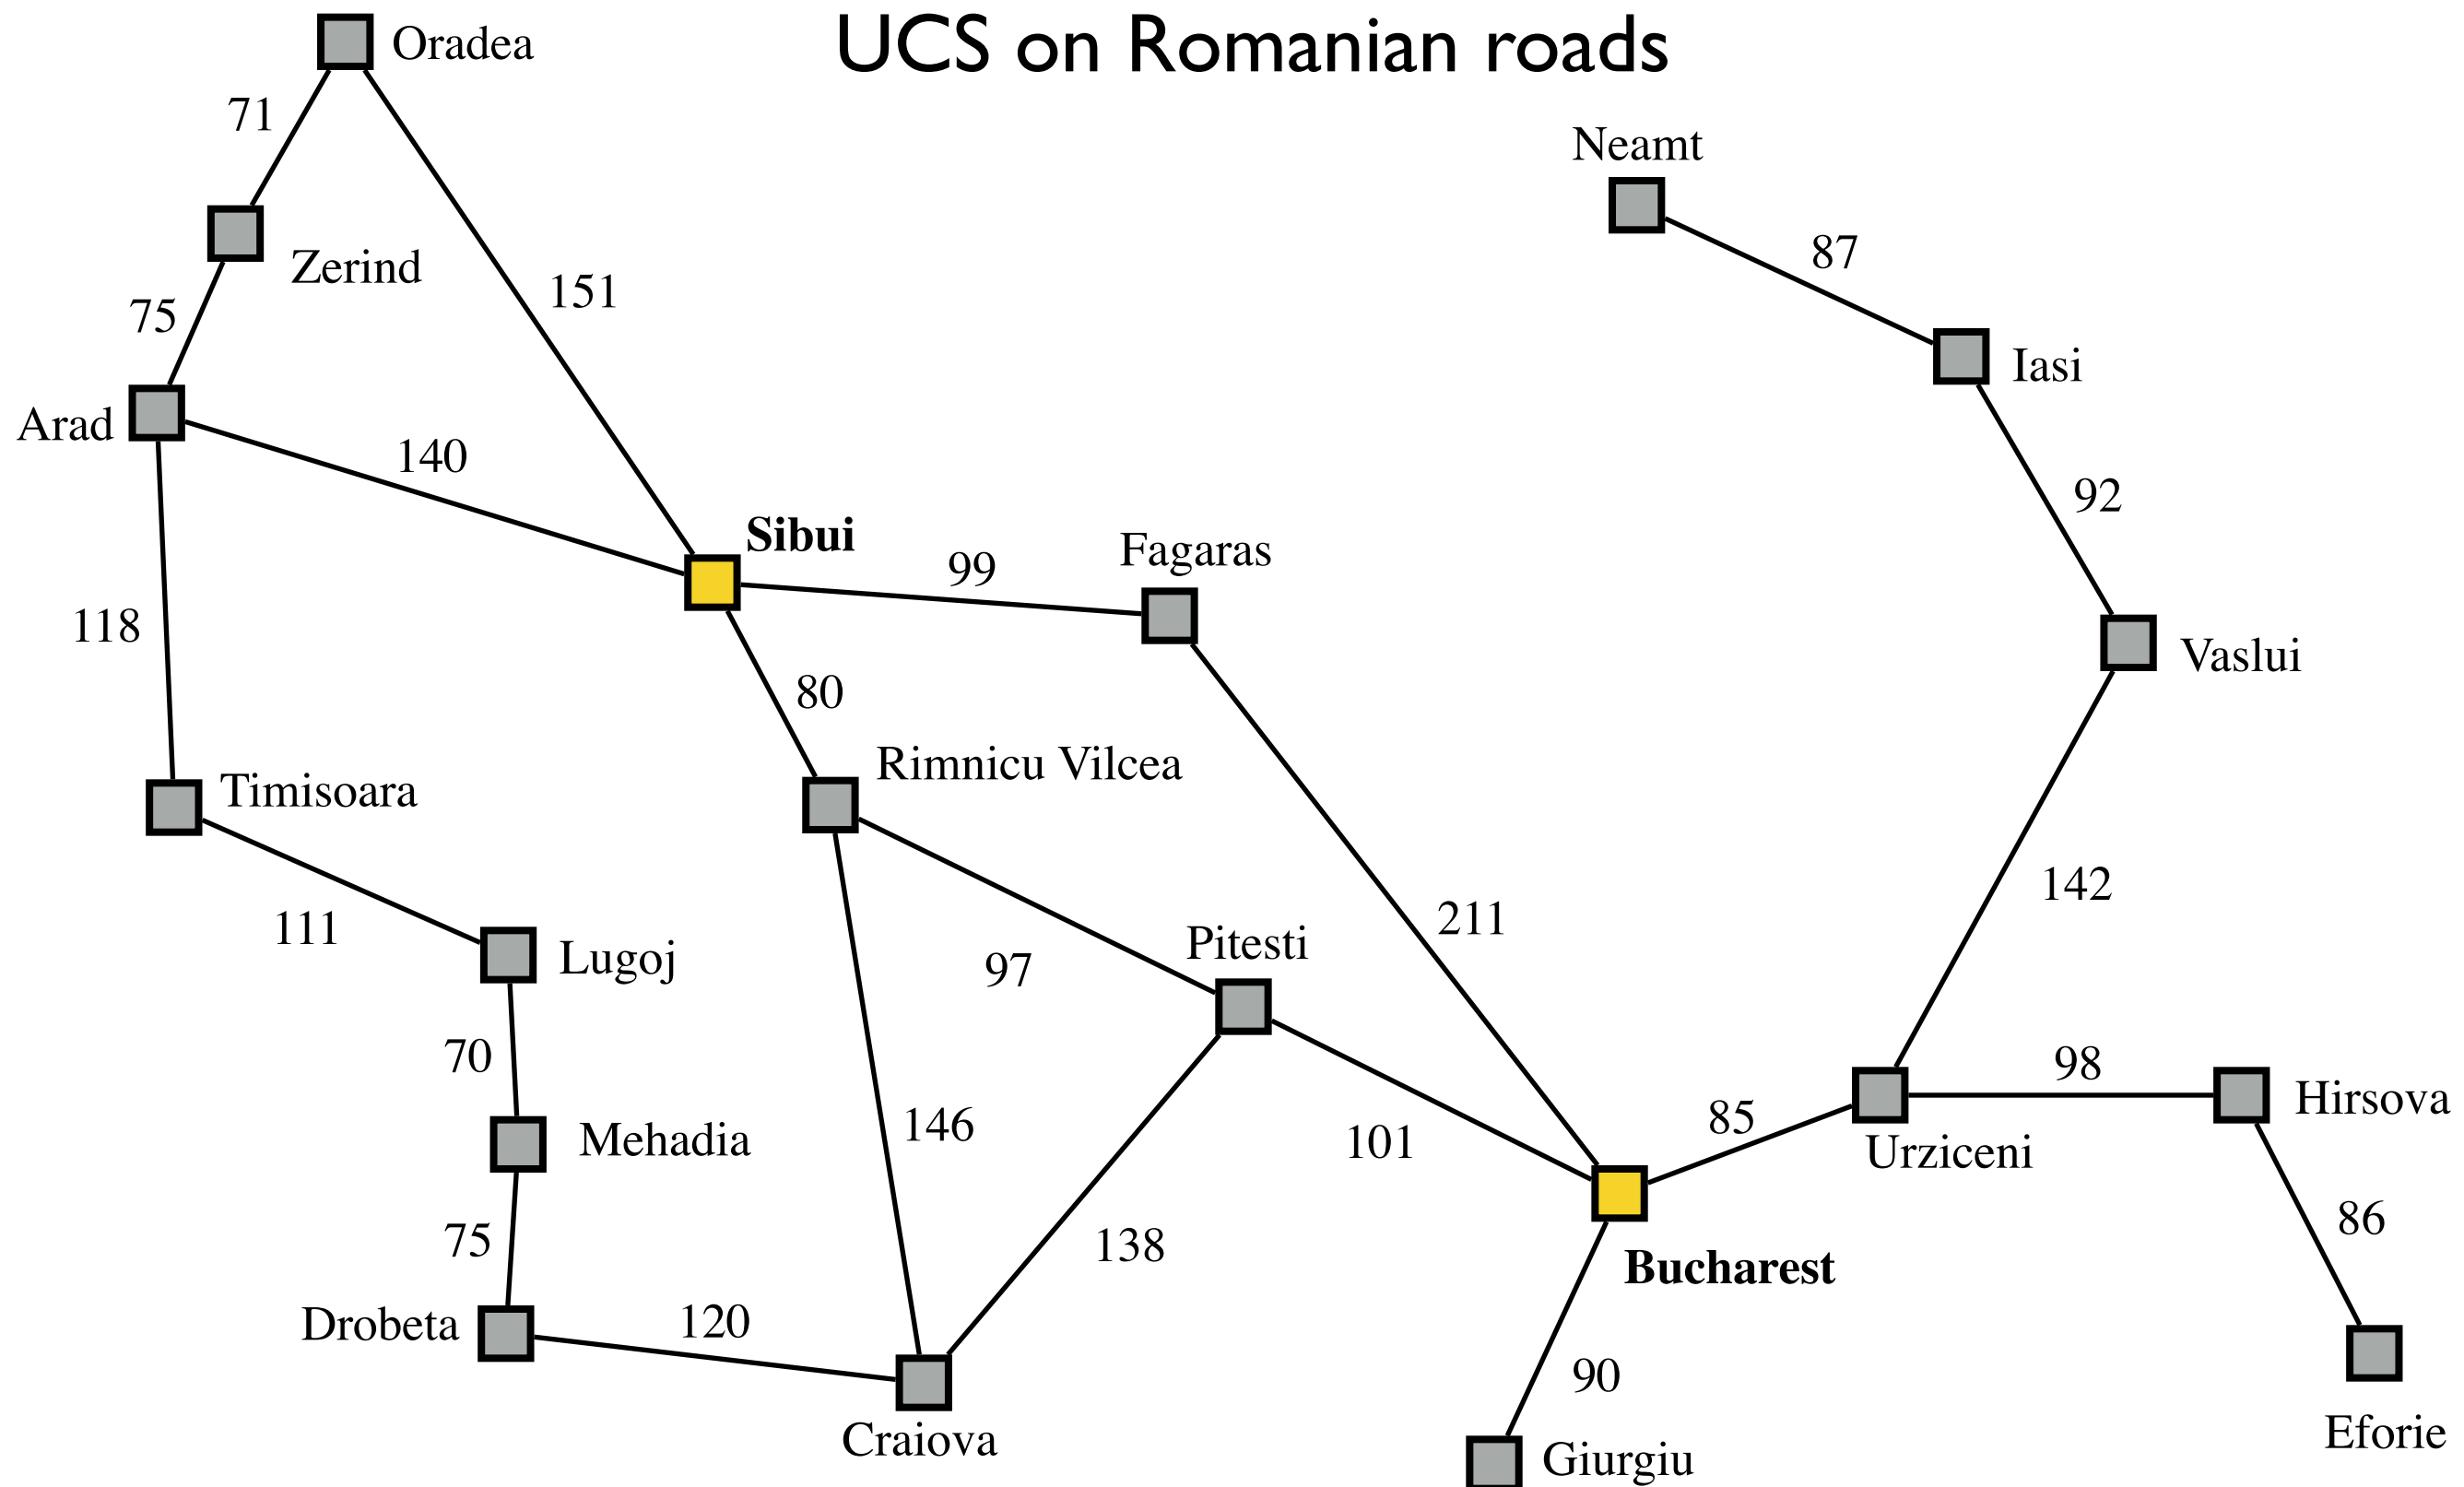 UCS on Romanian roads
Oradea
71
Neamt
87
Zerind
151
75
Iasi
Arad
140
92
Sibui
99
Fagaras
118
Vaslui
80
Rimnicu Vilcea
Timisoara
142
211
111
Lugoj
97
Pitesti
70
98
Hirsova
Mehadia
146
101
85
Urziceni
75
138
86
Bucharest
Drobeta
120
90
Craiova
Giurgiu
Eforie